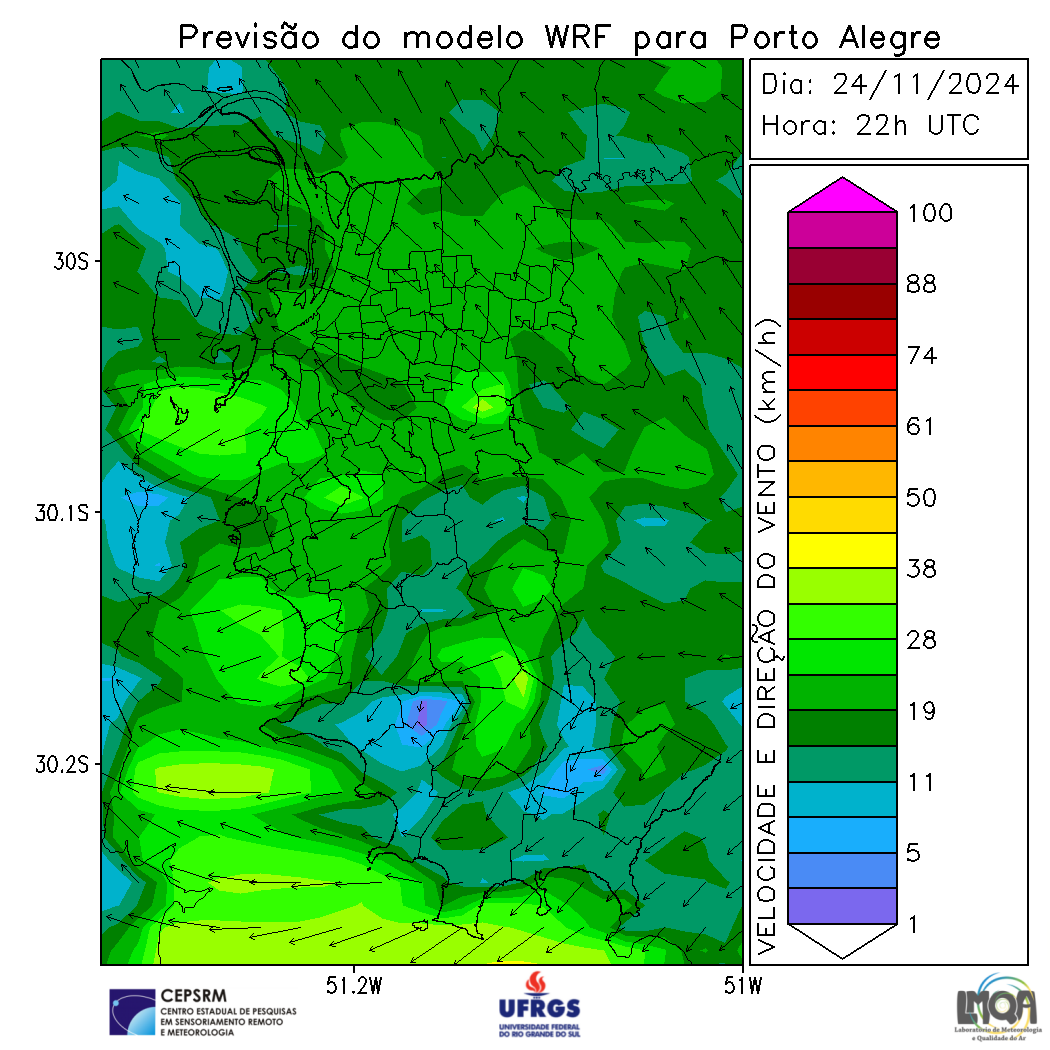 Previsão do modelo WRF para Porto Alegre
Dia: 24/11/2024
Hora: 22h UTC
30S
30.1S
30.2S
51.2W
51W
VELOCIDADE E DIREÇÃO DO VENTO (km/h)
100
88
74
61
50
38
28
19
11
5
1
CEPSRM
CENTRO ESTADUAL DE PESQUISAS
EM SENSORIAMENTO REMOTO
E METEOROLOGIA
UFRGS
UNIVERSIDADE FEDERAL
DO RIO GRANDE DO SUL
LMQA
Laboratório de Meteorologia
e Qualidade do Ar